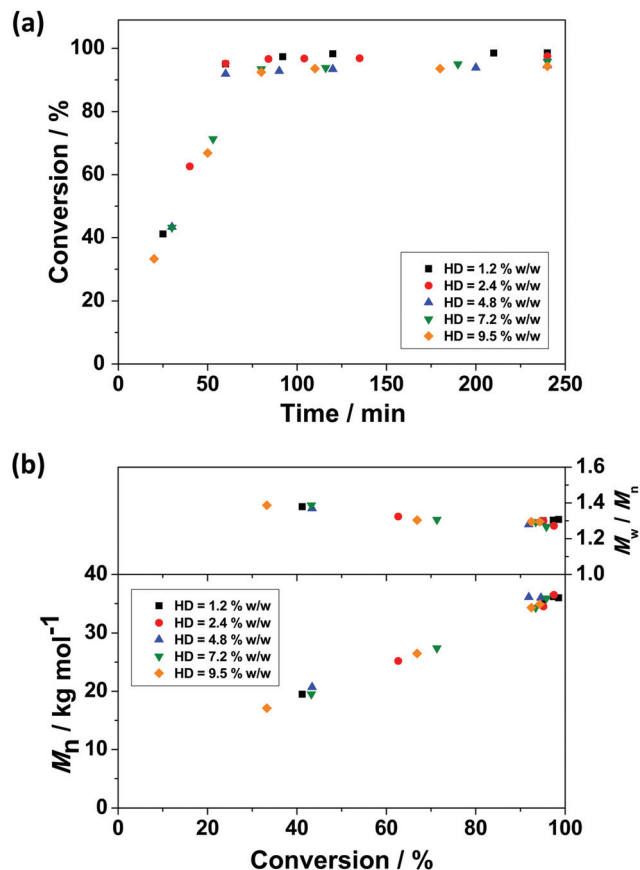 (a)
100
80
60
40
20
0
Conversion / %
HD = 1.2 % w/w
HD = 2.4 % w/w
HD = 4.8 % w/w
HD = 7.2 % w/w
HD = 9.5 % w/w
0 50 100 150 200 250
Time / min
(b)
1.6
1.4
1.2
1.0
Mw / Mn
40
35
30
20
10
0
Mn / kg mol⁻¹
HD = 1.2 % w/w
HD = 2.4 % w/w
HD = 4.8 % w/w
HD = 7.2 % w/w
HD = 9.5 % w/w
0 20 40 60 80 100
Conversion / %